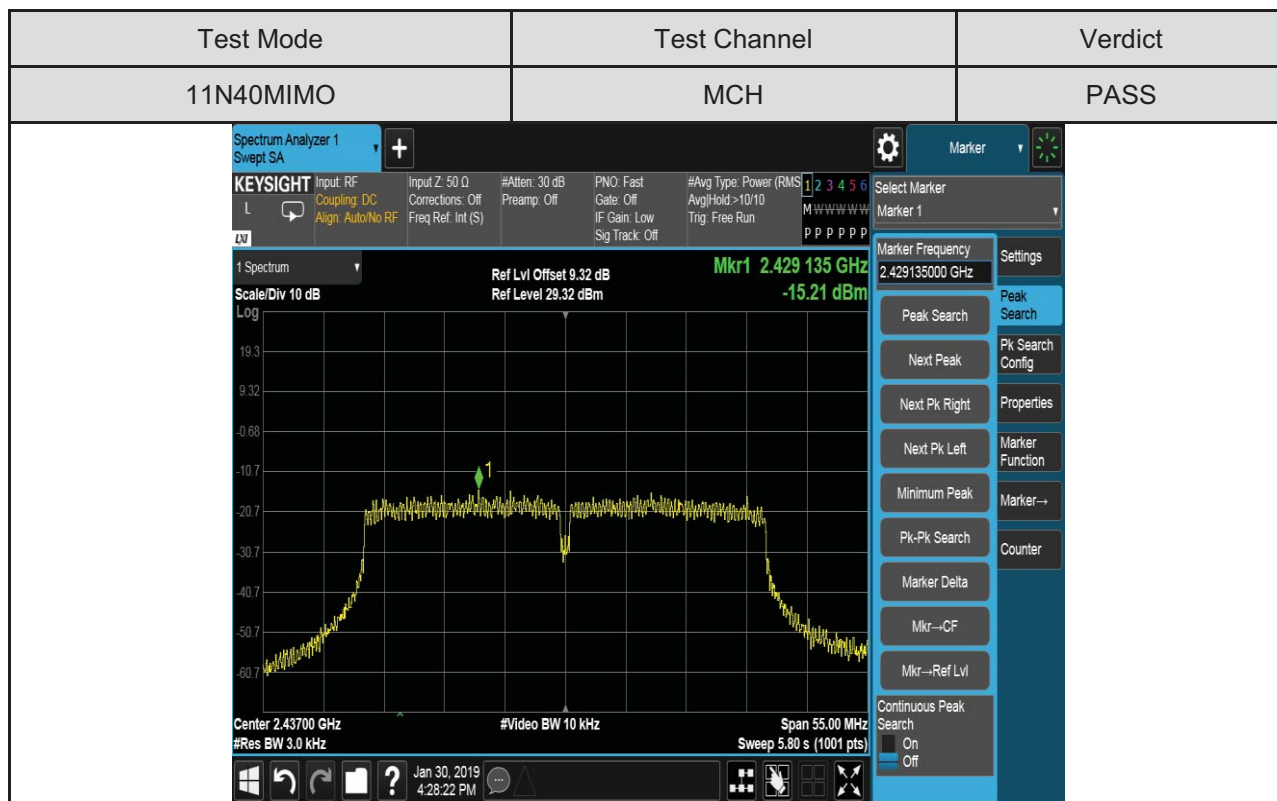 Test Mode Test Channel Verdict
11N40MIMO MCH PASS
Spectrum Analyzer 1
Swept SA
+
Marker
KEYSIGHT Input: RF Input Z: 50 Ω #Atten: 30 dB PNO: Fast #Avg Type: Power (RMS 1 2 3 4 5 6
L Coupling: DC Corrections: Off Preamp: Off Gate: Off Avg|Hold:>10/10 M W W W W W
Align: Auto/No RF Freq Ref: Int (S) IF Gain: Low Trig: Free Run
LXI Sig Track: Off P P P P P P
Select Marker
Marker 1
1 Spectrum
Ref Lvl Offset 9.32 dB
Mkr1 2.429 135 GHz
Scale/Div 10 dB
Ref Level 29.32 dBm
-15.21 dBm
Log
19.3
9.32
-0.68
-10.7
-20.7
-30.7
-40.7
-50.7
-60.7
1
Center 2.43700 GHz #Video BW 10 kHz Span 55.00 MHz
#Res BW 3.0 kHz Sweep 5.80 s (1001 pts)
Marker Frequency
2.429135000 GHz
Peak Search
Next Peak
Next Pk Right
Next Pk Left
Minimum Peak
Pk-Pk Search
Marker Delta
Mkr→CF
Mkr→Ref Lvl
Continuous Peak
Search
On
Off
Settings
Peak
Search
Pk Search
Config
Properties
Marker
Function
Marker→
Counter
?
Jan 30, 2019
4:28:22 PM